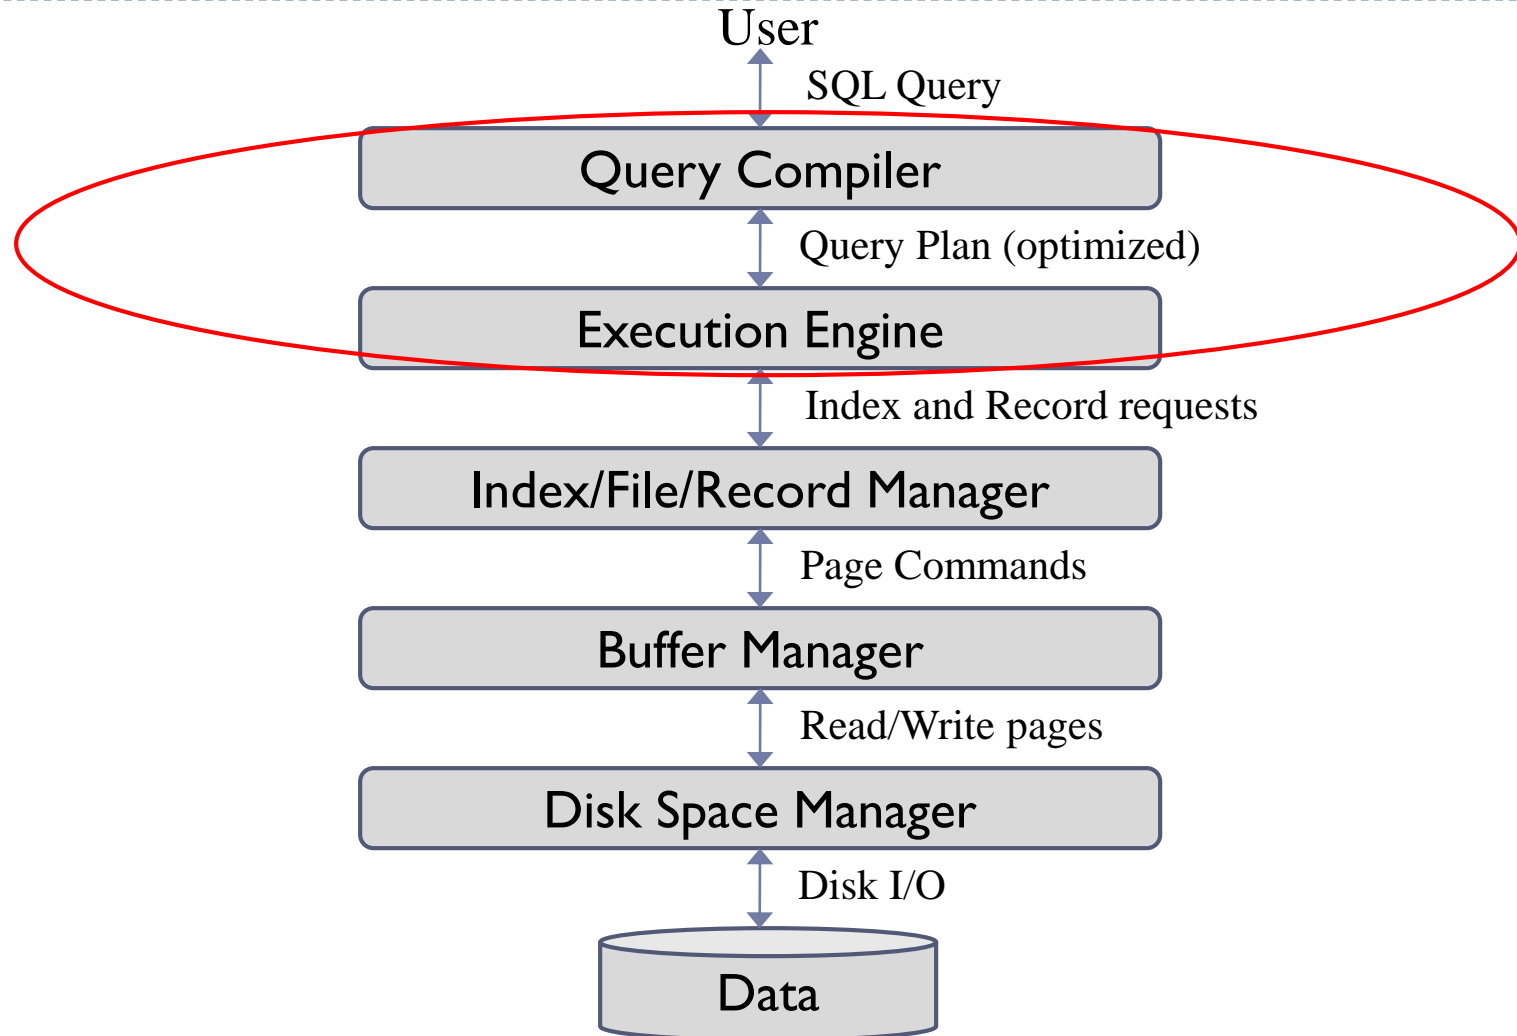 User
SQL Query
Query Compiler
Query Plan (optimized)
Execution Engine
Index and Record requests
Index/File/Record Manager
Page Commands
Buffer Manager
Read/Write pages
Disk Space Manager
Disk I/O
Data